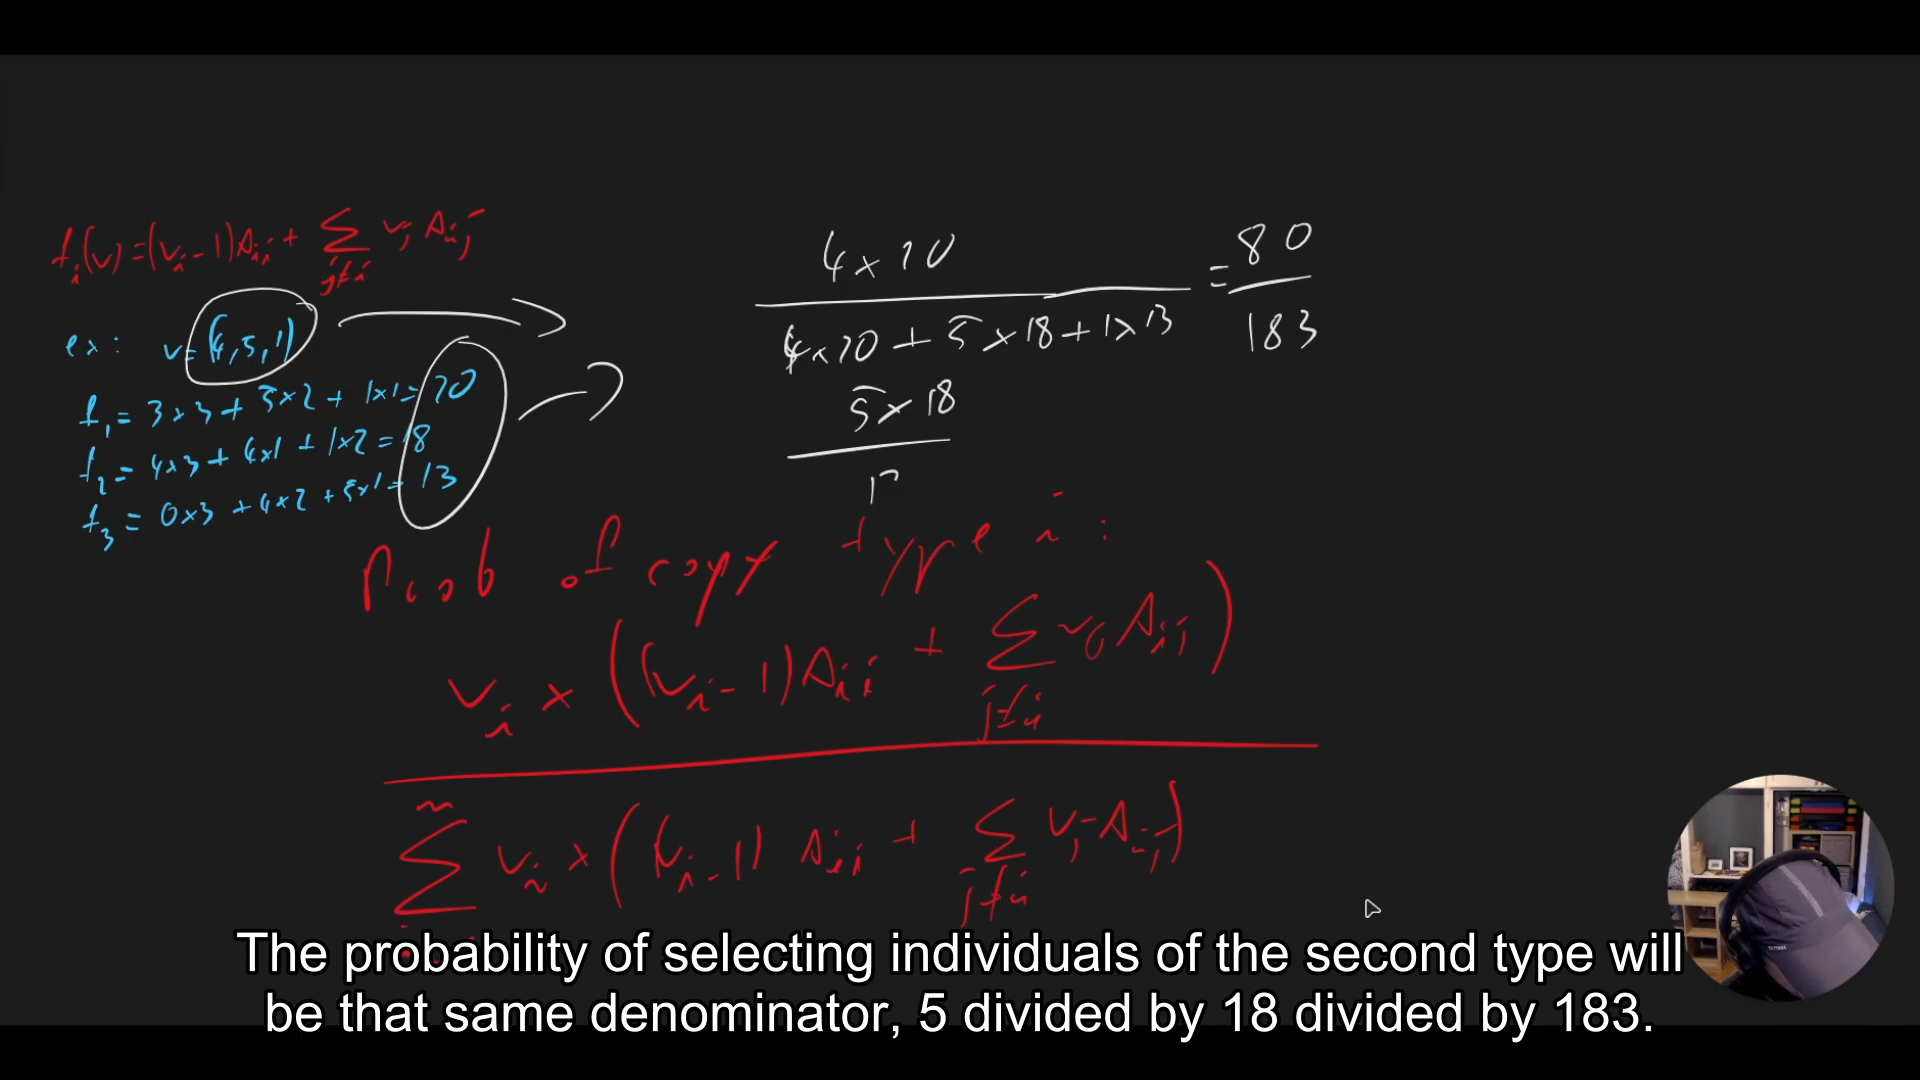 f_i(v)=(v_i-1)A_ii+ Σ_{j≠i} v_j A_ij
ex: v=(4,5,1)
f_1 = 3×3+5×2+1×1=20
f_2 = 4×3+4×1+1×2=18
f_3 = 0×3+4×2+5×1=13
4×20
4×20+5×18+1×13
= 80
183
5×18
1
Prob of copy type i:
v_i × ((v_i-1)A_ii + Σ_{j≠i} v_j A_ij)
Σ v_i × ((v_i-1) A_ii + Σ_{j≠i} v_j A_ij)
The probability of selecting individuals of the second type will
be that same denominator, 5 divided by 18 divided by 183.